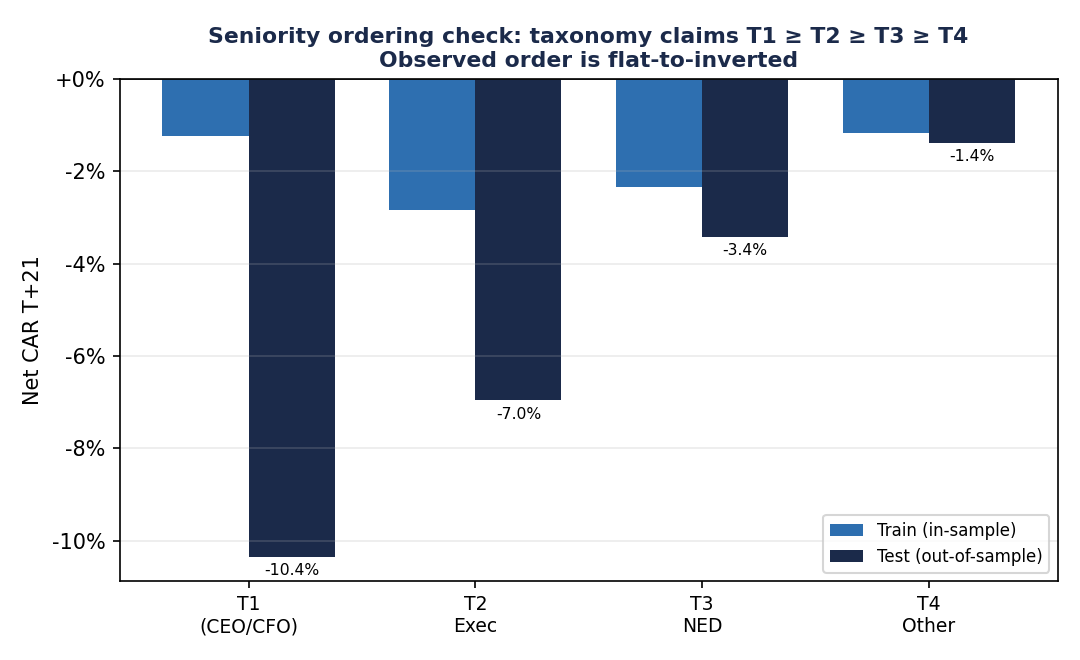 Seniority ordering check: taxonomy claims T1 ≥ T2 ≥ T3 ≥ T4
Observed order is flat-to-inverted
+0%
-2%
-4%
-6%
-8%
-10%
Net CAR T+21
-10.4%
-7.0%
-3.4%
-1.4%
Train (in-sample)
Test (out-of-sample)
T1
(CEO/CFO)
T2
Exec
T3
NED
T4
Other